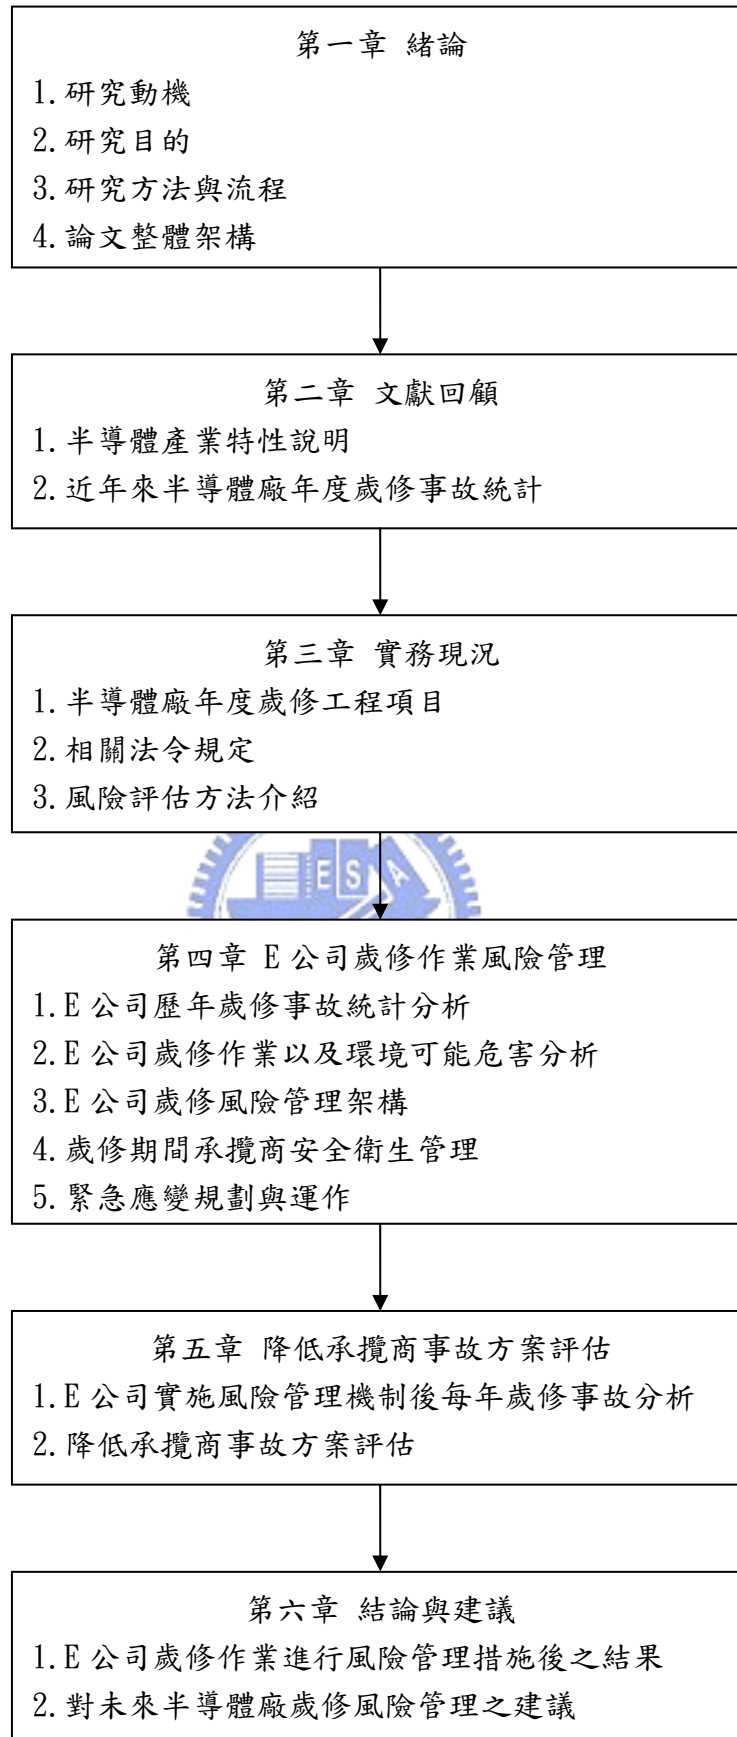 第一章 緒論
1.研究動機
2.研究目的
3.研究方法與流程
4.論文整體架構
第二章 文獻回顧
1.半導體產業特性說明
2.近年來半導體廠年度歲修事故統計
第三章 實務現況
1.半導體廠年度歲修工程項目
2.相關法令規定
3.風險評估方法介紹
ESA
第四章 E公司歲修作業風險管理
1.E公司歷年歲修事故統計分析
2.E公司歲修作業以及環境可能危害分析
3.E公司歲修風險管理架構
4.歲修期間承攬商安全衛生管理
5.緊急應變規劃與運作
第五章 降低承攬商事故方案評估
1.E公司實施風險管理機制後每年歲修事故分析
2.降低承攬商事故方案評估
第六章 結論與建議
1.E公司歲修作業進行風險管理措施後之結果
2.對未來半導體廠歲修風險管理之建議